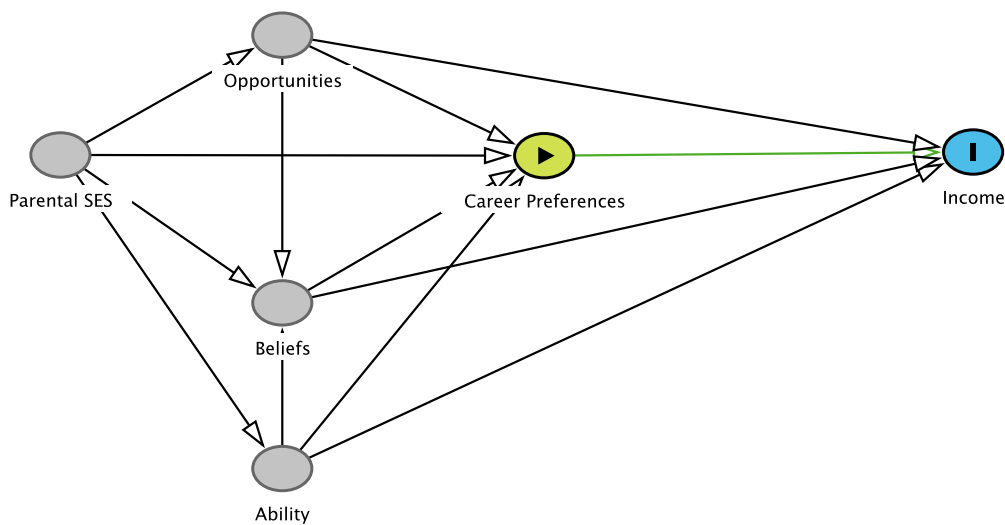 Opportunities
Parental SES
Career Preferences
Income
Beliefs
Ability